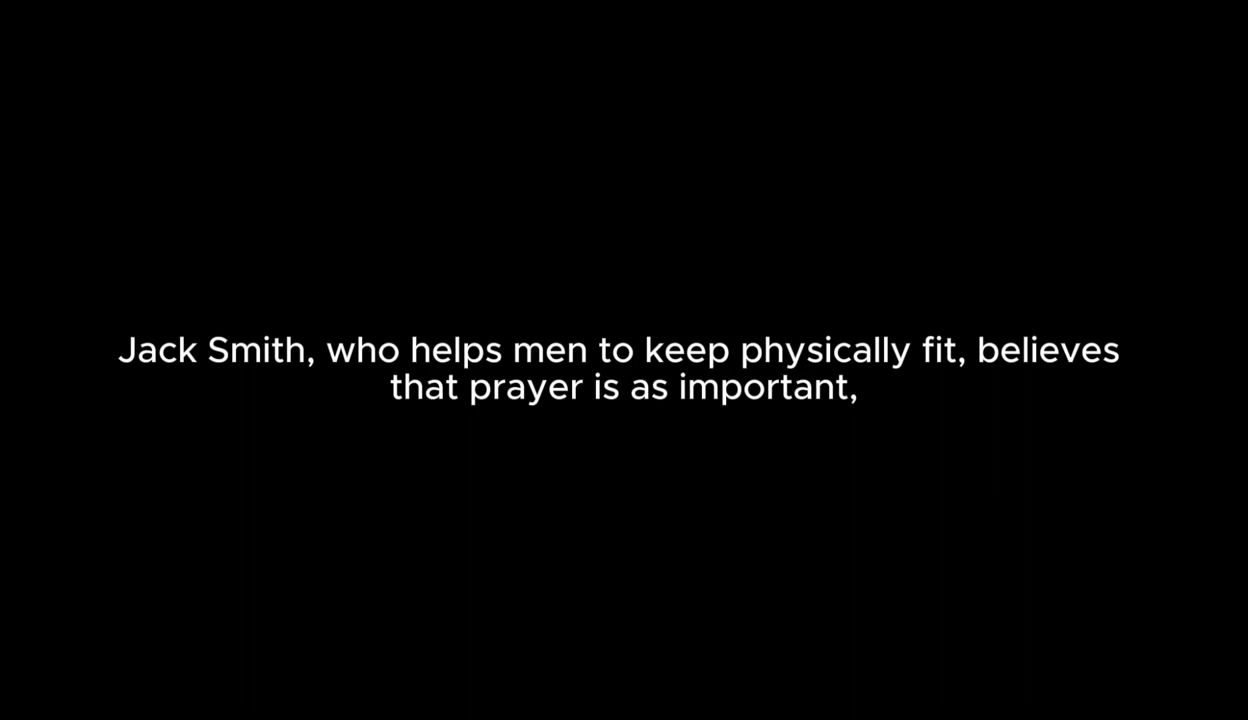 Jack Smith, who helps men to keep physically fit, believes
that prayer is as important,